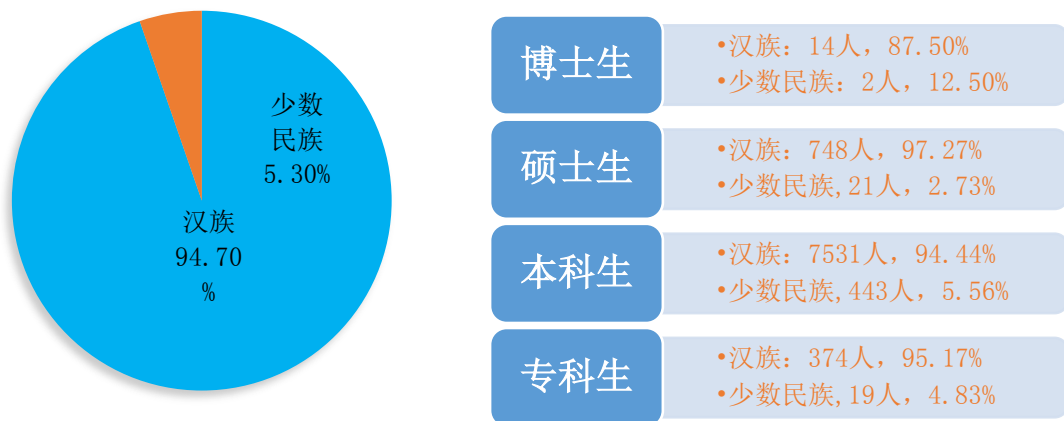 少数
民族
5.30%
汉族
94.70
%
博士生
•汉族：14人，87.50%
•少数民族：2人，12.50%
硕士生
•汉族：748人，97.27%
•少数民族,21人，2.73%
本科生
•汉族：7531人，94.44%
•少数民族,443人，5.56%
专科生
•汉族：374人，95.17%
•少数民族,19人，4.83%